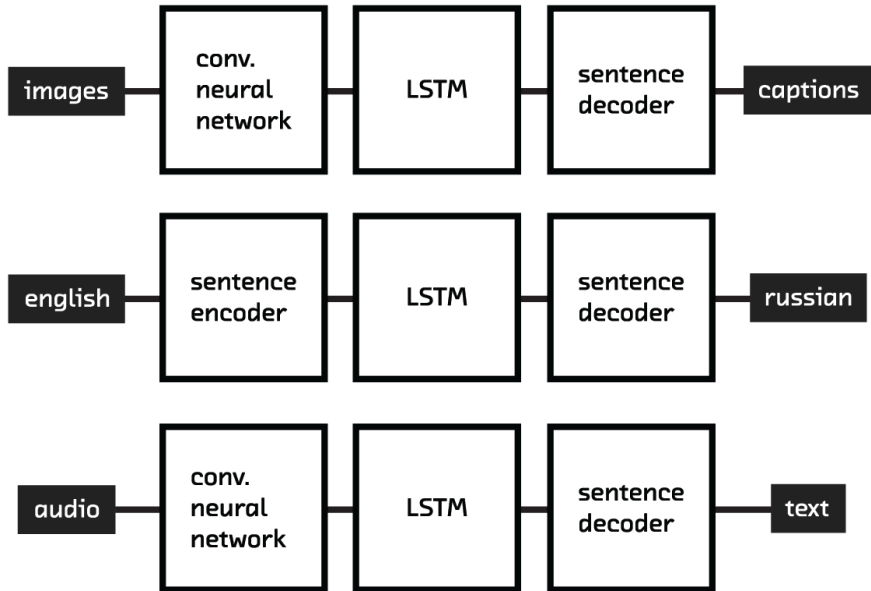 images
conv.
neural
network
LSTM
sentence
decoder
captions
english
sentence
encoder
LSTM
sentence
decoder
russian
audio
conv.
neural
network
LSTM
sentence
decoder
text